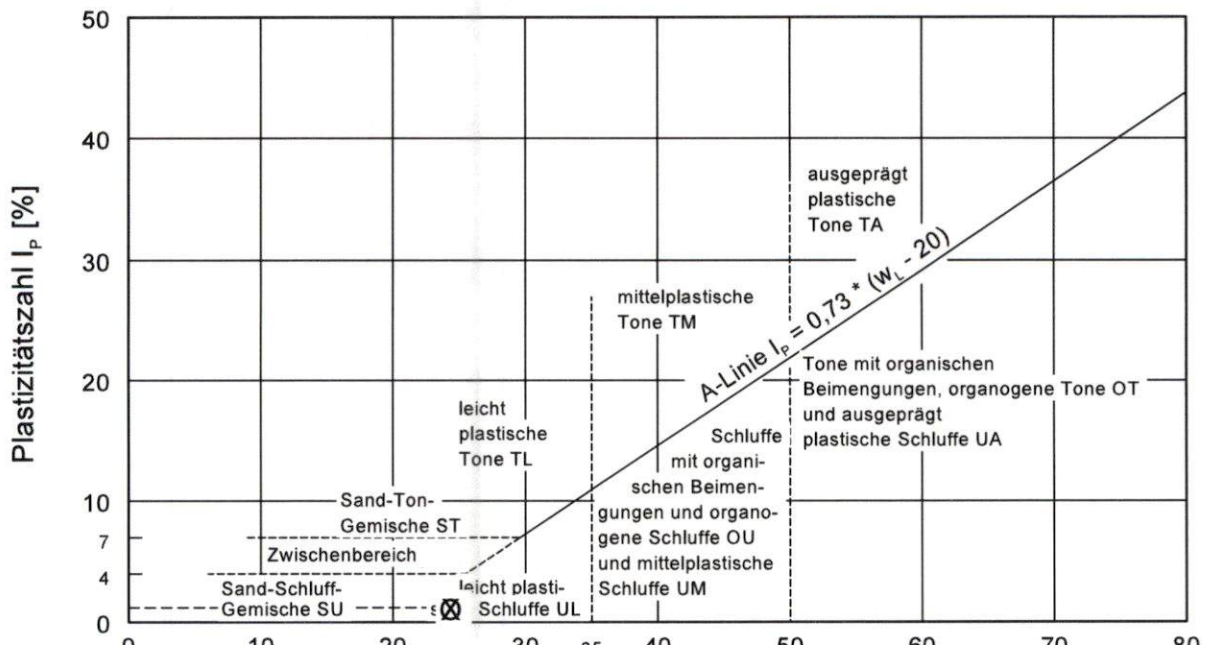 50
40
30
20
10
7
4
0
Plastizitätszahl I_P [%]
ausgeprägt
plastische
Tone TA
mittelplastische
Tone TM
A-Linie I_P = 0,73 * (w_L - 20)
Tone mit organischen
Beimengungen, organogene Tone OT
und ausgeprägt
plastische Schluffe UA
leicht
plastische
Tone TL
Schluffe
mit organi-
schen Beimen-
gungen und organo-
gene Schluffe OU
und mittelplastische
Schluffe UM
Sand-Ton-
Gemische ST
Zwischenbereich
Sand-Schluff-
Gemische SU
leicht plasti-
Schluffe UL
0 10 20 30 35 40 50 60 70 80